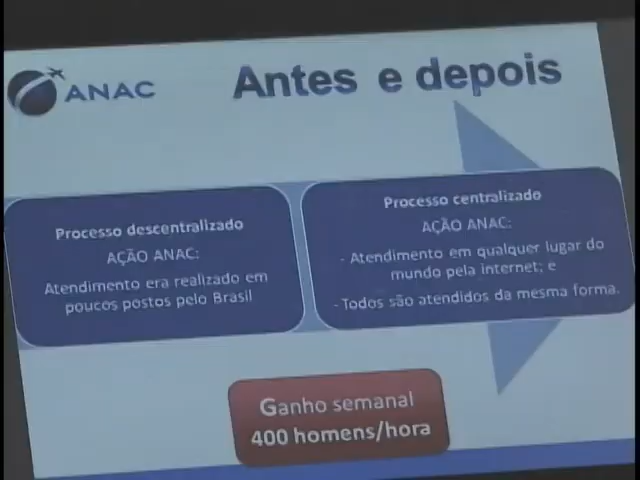 ANAC
Antes e depois
Processo descentralizado
AÇÃO ANAC:
Atendimento era realizado em
poucos postos pelo Brasil
Processo centralizado
AÇÃO ANAC:
- Atendimento em qualquer lugar do
mundo pela internet; e
- Todos são atendidos da mesma forma.
Ganho semanal
400 homens/hora